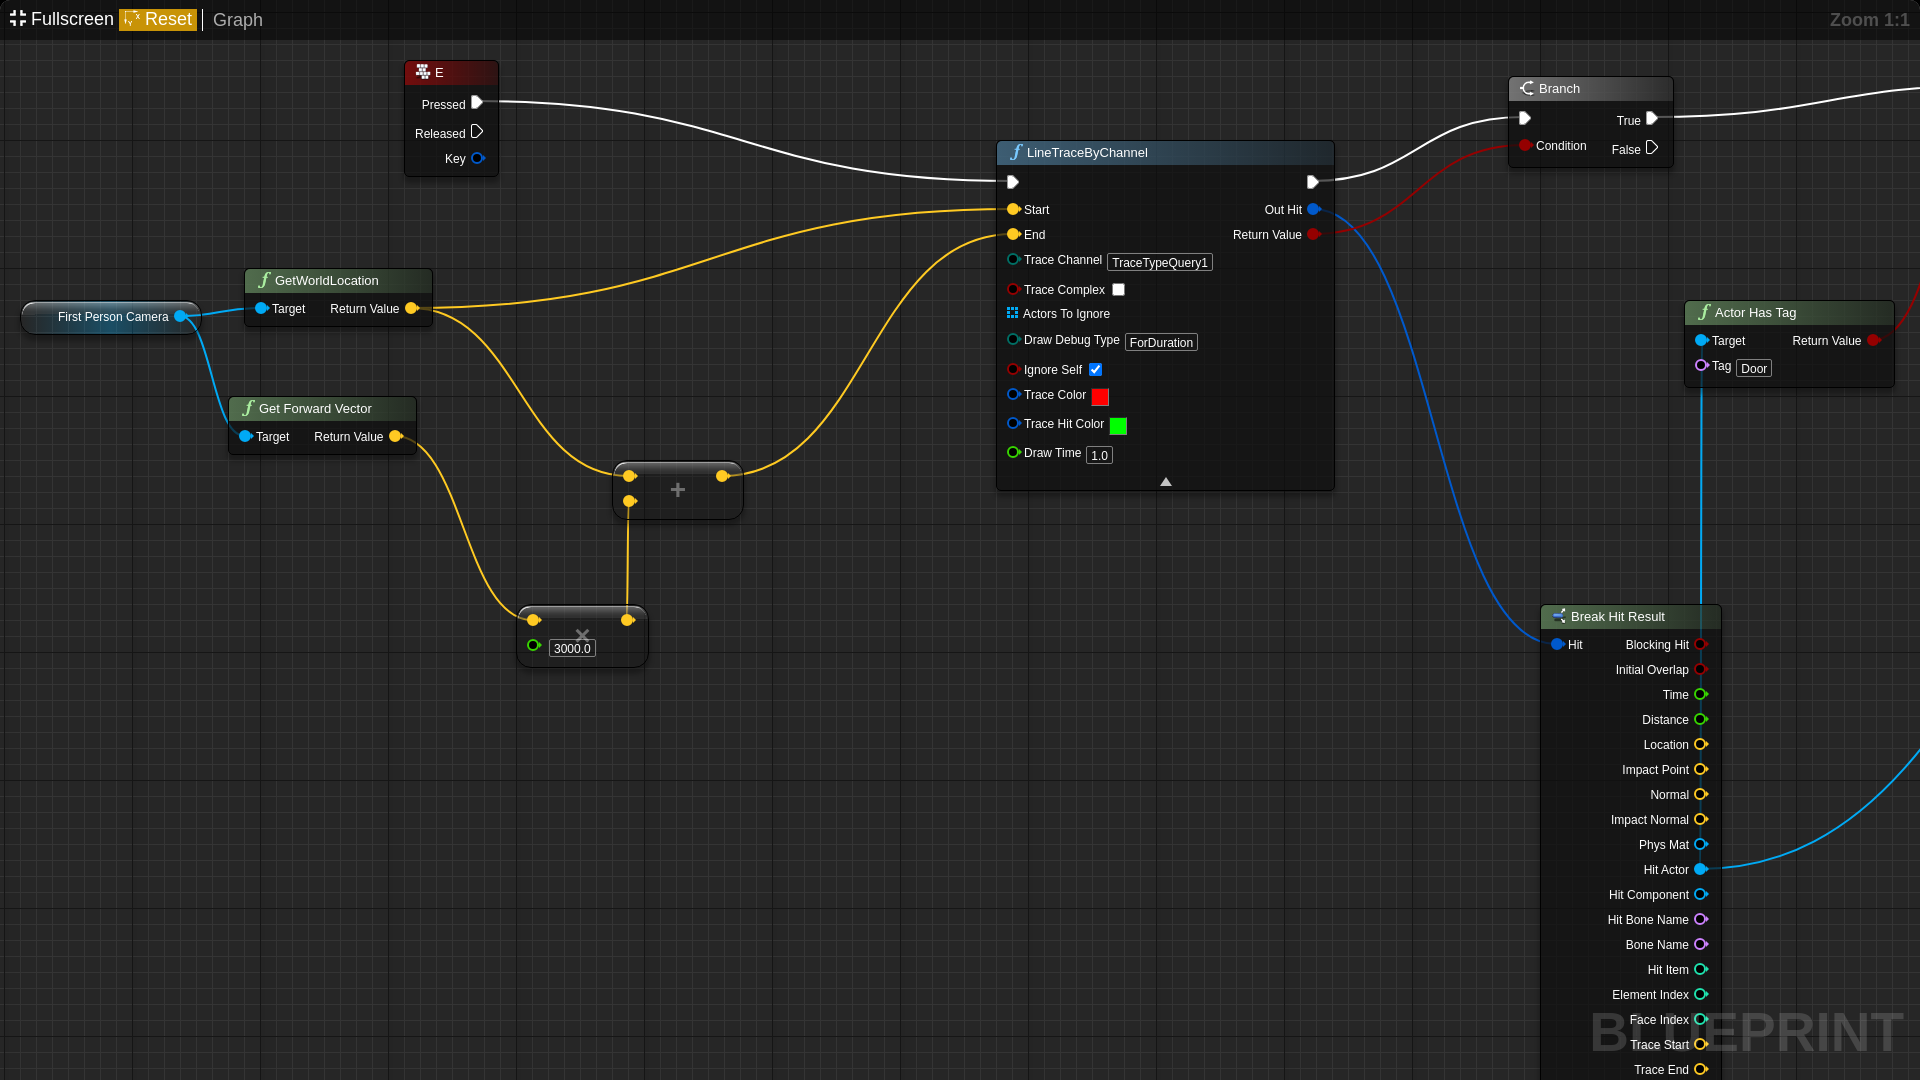 Fullscreen Reset Graph
Zoom 1:1
E
Pressed
Released
Key
First Person Camera
GetWorldLocation
Target Return Value
Get Forward Vector
Target Return Value
+
×
3000.0
LineTraceByChannel
Start Out Hit
End Return Value
Trace Channel TraceTypeQuery1
Trace Complex
Actors To Ignore
Draw Debug Type ForDuration
Ignore Self
Trace Color
Trace Hit Color
Draw Time 1.0
Branch
True
Condition False
Actor Has Tag
Target Return Value
Tag Door
Break Hit Result
Hit Blocking Hit
Initial Overlap
Time
Distance
Location
Impact Point
Normal
Impact Normal
Phys Mat
Hit Actor
Hit Component
Hit Bone Name
Bone Name
Hit Item
Element Index
Face Index
Trace Start
Trace End
BLUEPRINT